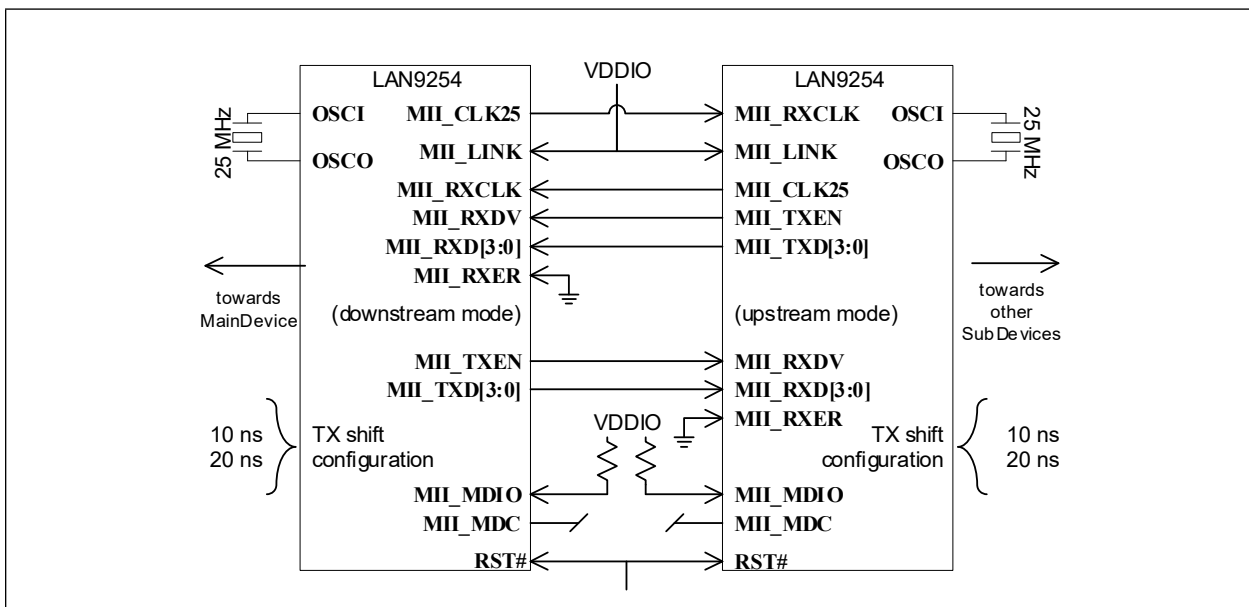 LAN9254 VDDIO LAN9254
OSCI MII_CLK25 MII_RXCLK OSCI
25 MHz 25 MHz
OSCO MII_LINK MII_LINK OSCO
MII_RXCLK MII_CLK25
MII_RXDV MII_TXEN
MII_RXD[3:0] MII_TXD[3:0]
MII_RXER
towards
MainDevice
(downstream mode) (upstream mode)
towards
other
SubDevices
MII_TXEN MII_RXDV
MII_TXD[3:0] MII_RXD[3:0]
VDDIO MII_RXER
10 ns
20 ns
TX shift
configuration
TX shift
configuration
10 ns
20 ns
MII_MDIO MII_MDIO
MII_MDC MII_MDC
RST# RST#